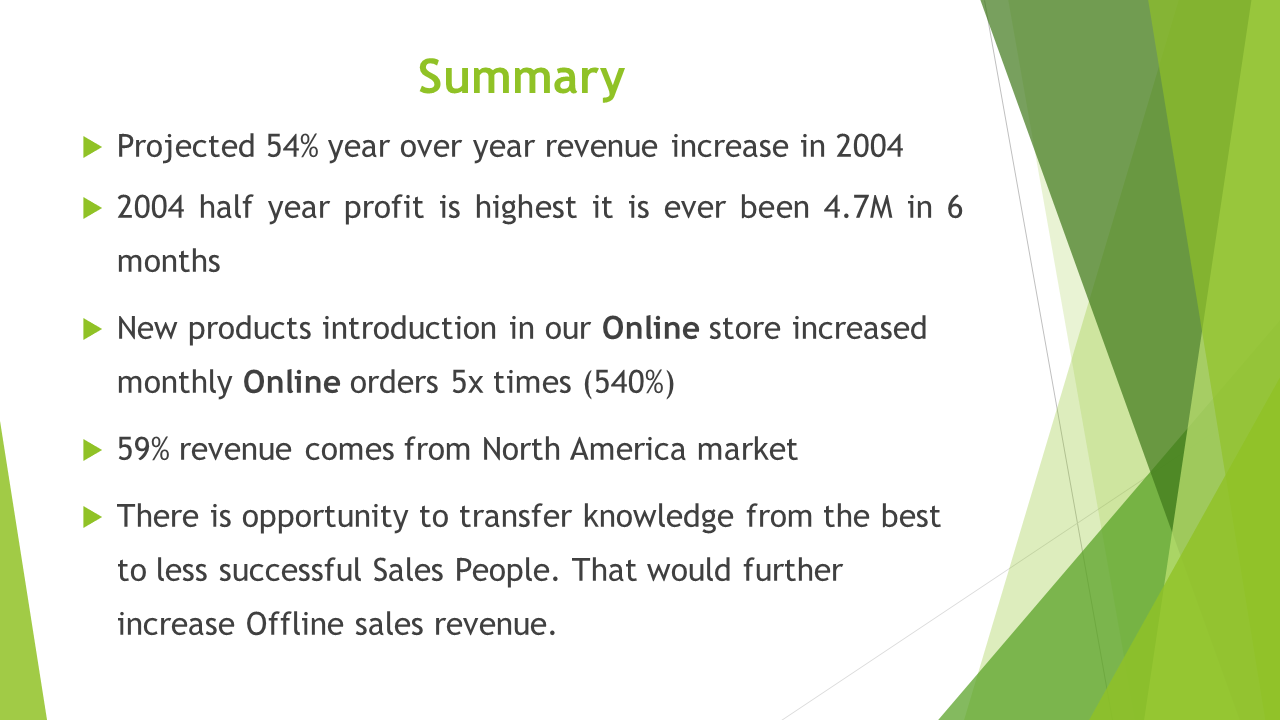 Summary
Projected 54% year over year revenue increase in 2004
2004 half year profit is highest it is ever been 4.7M in 6
months
New products introduction in our Online store increased
monthly Online orders 5x times (540%)
59% revenue comes from North America market
There is opportunity to transfer knowledge from the best
to less successful Sales People. That would further
increase Offline sales revenue.